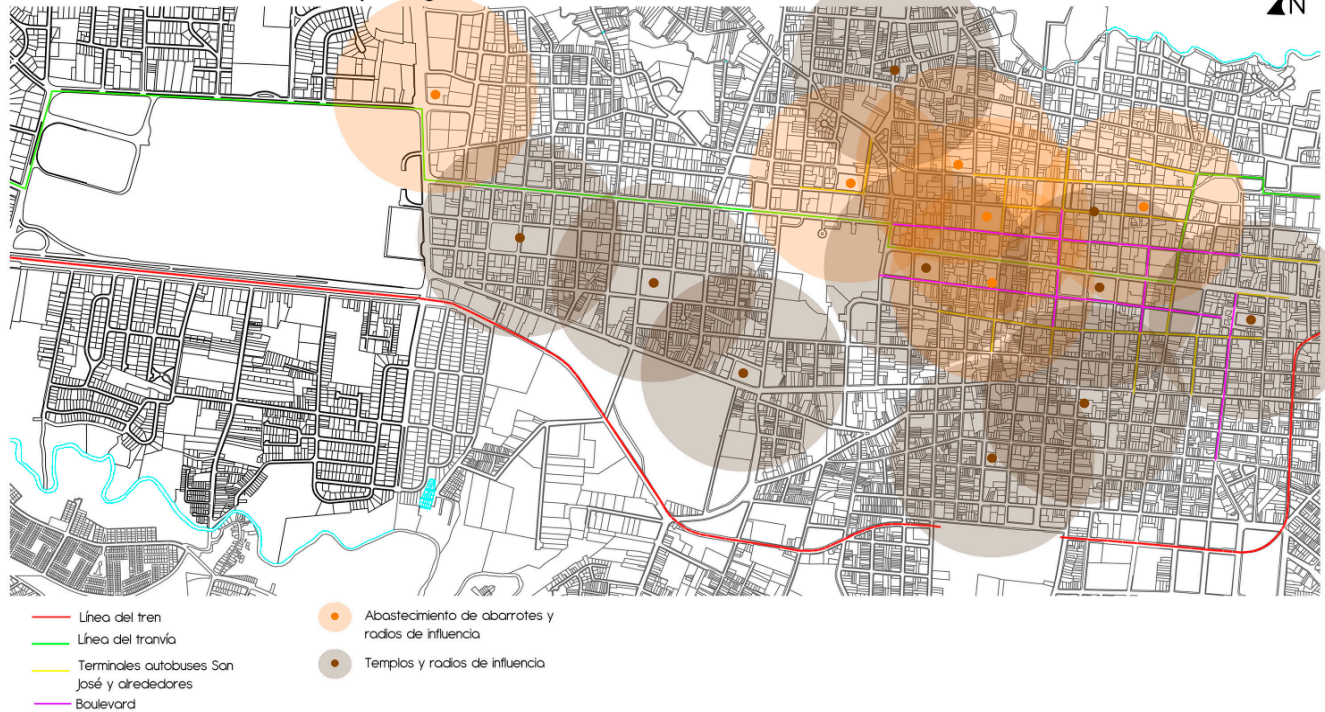 N
Línea del tren
Línea del tranvía
Terminales autobuses San
José y alrededores
Boulevard
Abastecimiento de abarrotes y
radios de influencia
Templos y radios de influencia